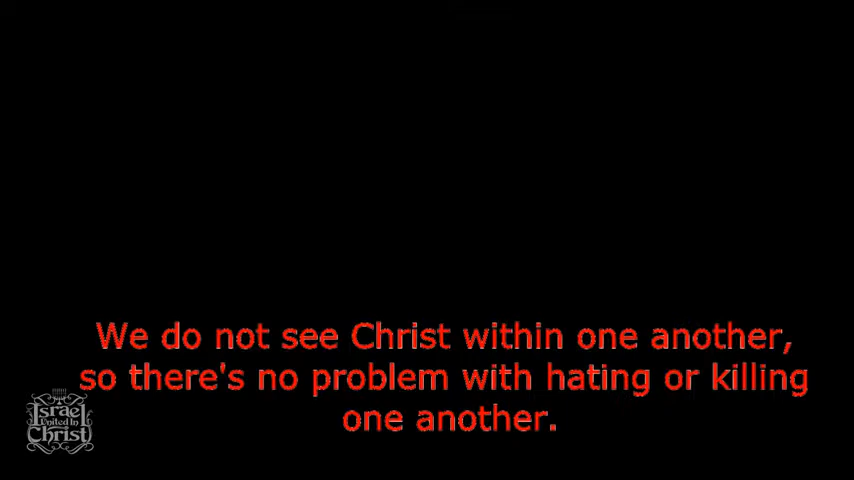 We do not see Christ within one another,
so there's no problem with hating or killing
one another.
Israel
United In
Christ